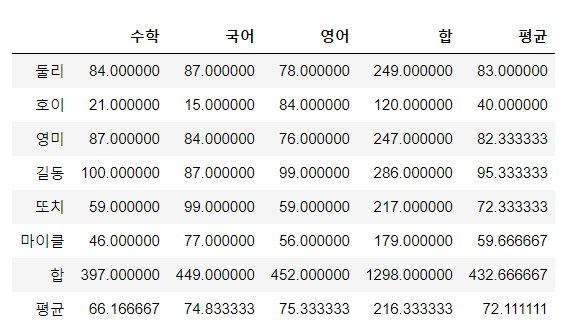 수학 국어 영어 합 평균
둘리 84.000000 87.000000 78.000000 249.000000 83.000000
호이 21.000000 15.000000 84.000000 120.000000 40.000000
영미 87.000000 84.000000 76.000000 247.000000 82.333333
길동 100.000000 87.000000 99.000000 286.000000 95.333333
또치 59.000000 99.000000 59.000000 217.000000 72.333333
마이클 46.000000 77.000000 56.000000 179.000000 59.666667
합 397.000000 449.000000 452.000000 1298.000000 432.666667
평균 66.166667 74.833333 75.333333 216.333333 72.111111